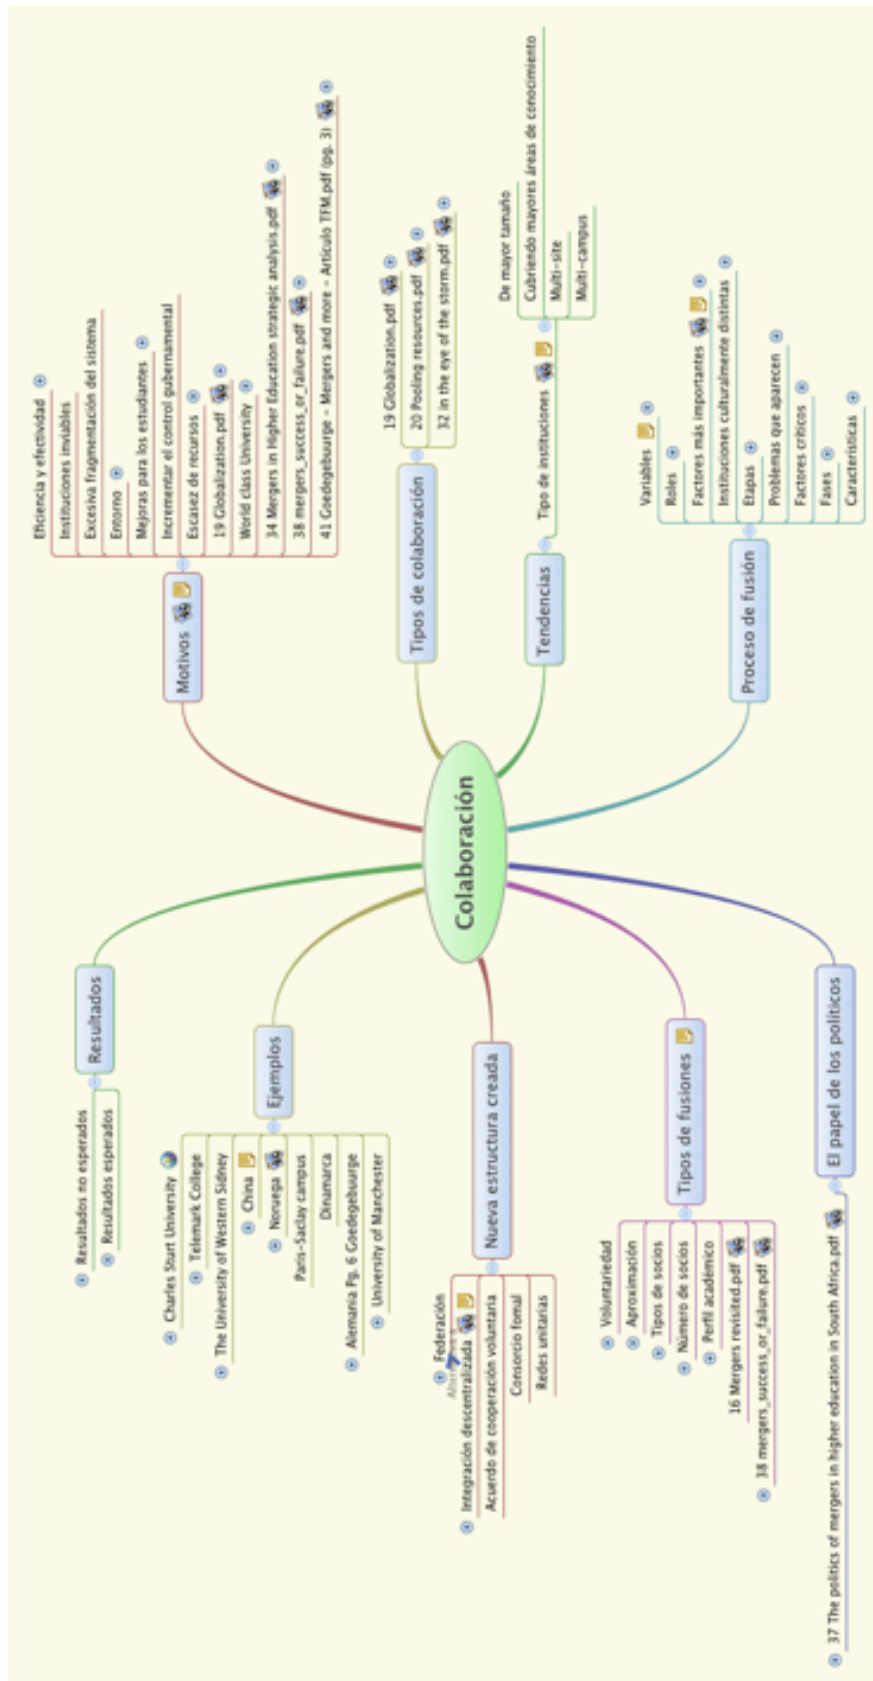 Colaboración
Motivos
Eficiencia y efectividad
Instituciones inviables
Excesiva fragmentación del sistema
Entorno
Mejoras para los estudiantes
Incrementar el control gubernamental
Escasez de recursos
19 Globalization.pdf
World class University
34 Mergers in Higher Education strategic analysis.pdf
38 mergers_success_or_failure.pdf
41 Goedegebuurge - Mergers and more - Artículo TFM.pdf (pg. 3)
Tipos de colaboración
19 Globalization.pdf
20 Pooling resources.pdf
32 in the eye of the storm.pdf
Tendencias
Tipo de instituciones
De mayor tamaño
Cubriendo mayores áreas de conocimiento
Multi-site
Multi-campus
Proceso de fusión
Variables
Roles
Factores más importantes
Instituciones culturalmente distintas
Etapas
Problemas que aparecen
Factores críticos
Fases
Características
Resultados
Resultados no esperados
Resultados esperados
Ejemplos
Charles Sturt University
Telemark College
The University of Western Sidney
China
Noruega
Paris-Saclay campus
Dinamarca
Alemania Pg. 6 Goedegebuurge
University of Manchester
Nueva estructura creada
Federación
Integración descentralizada
Acuerdo de cooperación voluntaria
Consorcio fomal
Redes unitarias
Tipos de fusiones
Voluntariedad
Aproximación
Tipos de socios
Número de socios
Perfil académico
16 Mergers revisited.pdf
38 mergers_success_or_failure.pdf
El papel de los políticos
37 The politics of mergers in higher education in South Africa.pdf